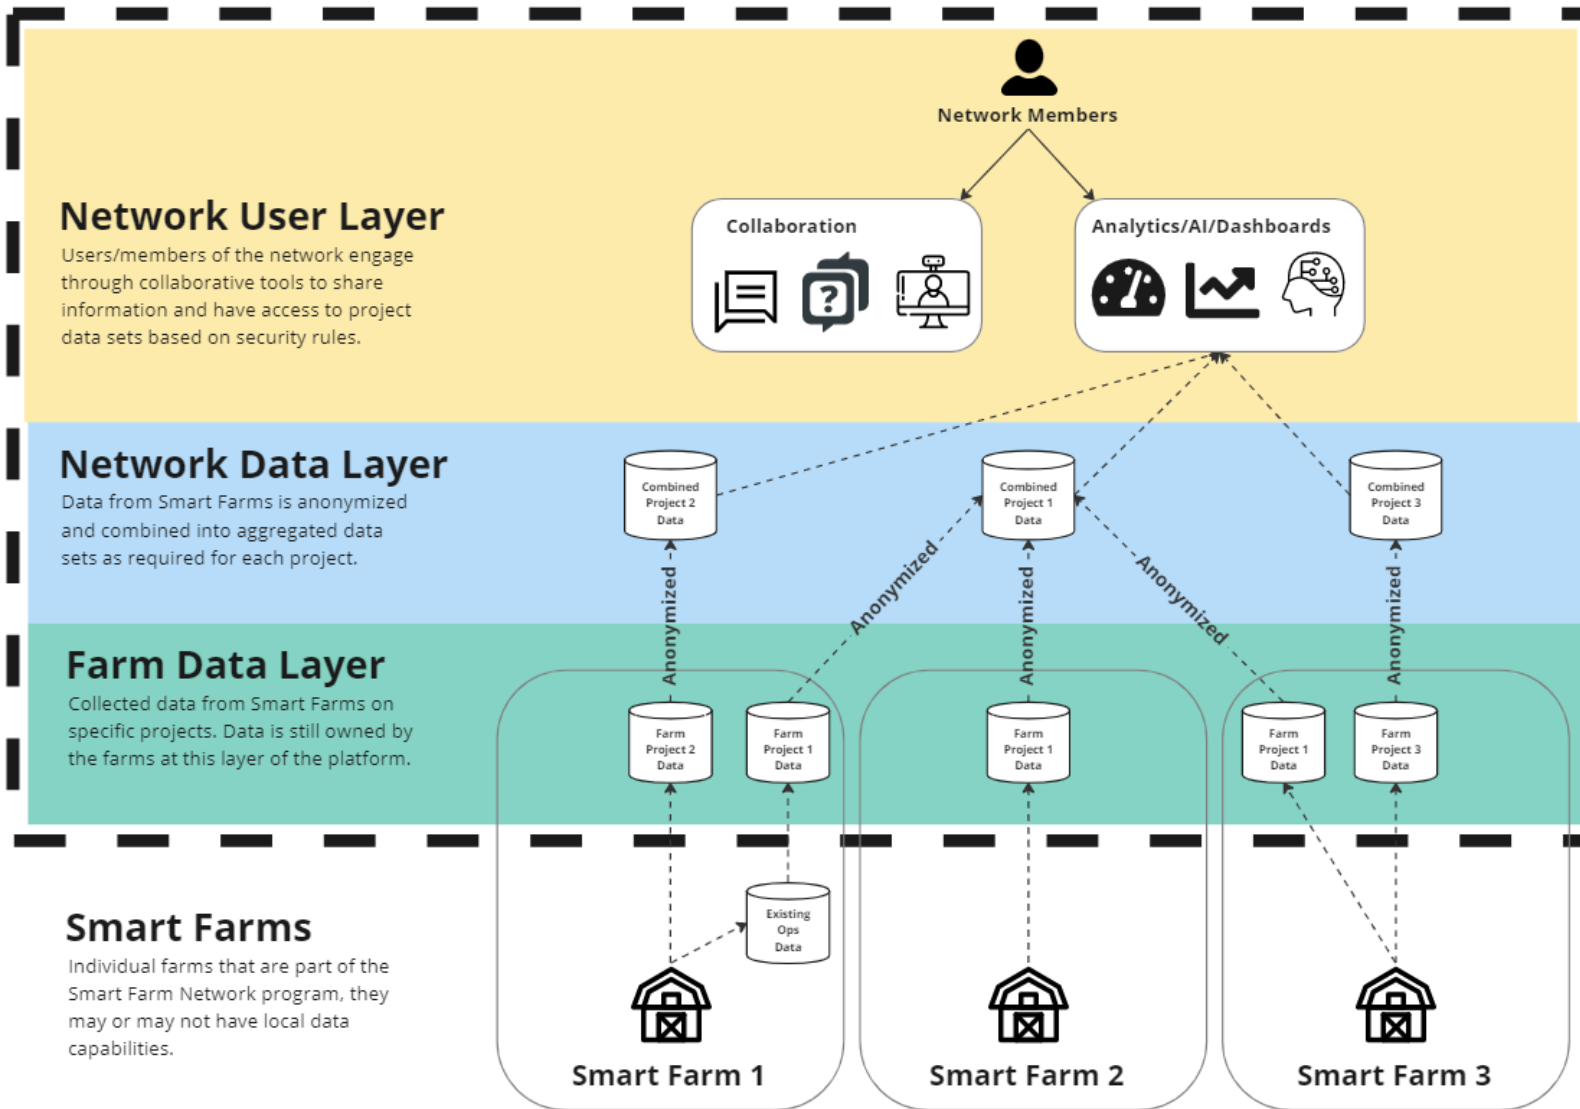 Network Members
Collaboration
Analytics/AI/Dashboards
?
Network User Layer
Users/members of the network engage
through collaborative tools to share
information and have access to project
data sets based on security rules.
Network Data Layer
Data from Smart Farms is anonymized
and combined into aggregated data
sets as required for each project.
Combined
Project 2
Data
Combined
Project 1
Data
Combined
Project 3
Data
Anonymized
Anonymized
Anonymized
Anonymized
Anonymized
Farm Data Layer
Collected data from Smart Farms on
specific projects. Data is still owned by
the farms at this layer of the platform.
Farm
Project 2
Data
Farm
Project 1
Data
Farm
Project 1
Data
Farm
Project 1
Data
Farm
Project 3
Data
Existing
Ops
Data
Smart Farms
Individual farms that are part of the
Smart Farm Network program, they
may or may not have local data
capabilities.
Smart Farm 1
Smart Farm 2
Smart Farm 3